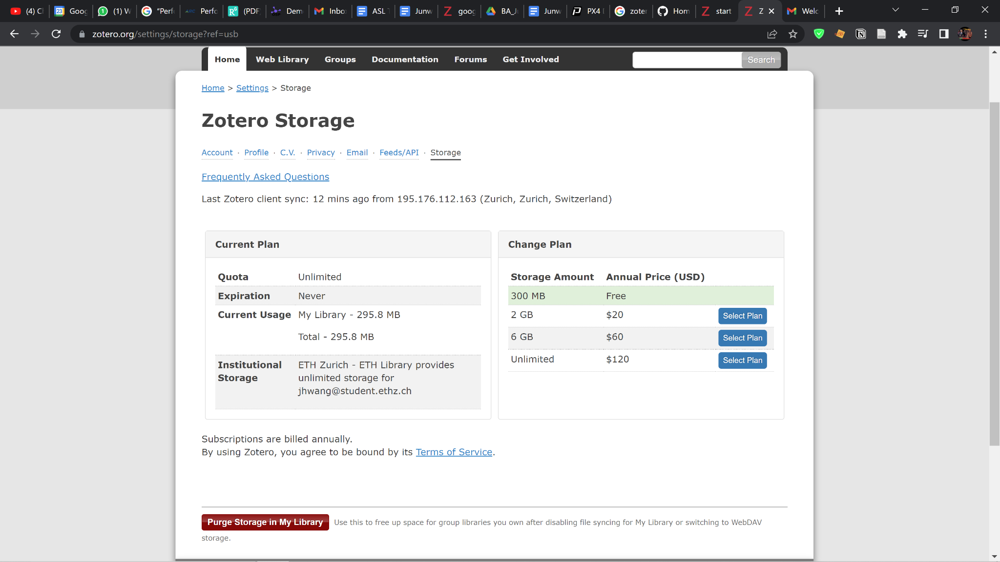 (4) Cl
23 Goog
1 (1) W
"Perfo
Perfo
(PDF
Dem
Inbo
ASL T
Junw
goog
BA_Ju
Junw
PX4
zoter
Hom
start
Z
Welc
zotero.org/settings/storage?ref=usb
Home Web Library Groups Documentation Forums Get Involved Search
Home > Settings > Storage
Zotero Storage
Account · Profile · C.V. · Privacy · Email · Feeds/API · Storage
Frequently Asked Questions
Last Zotero client sync: 12 mins ago from 195.176.112.163 (Zurich, Zurich, Switzerland)
Current Plan
Quota Unlimited
Expiration Never
Current Usage My Library - 295.8 MB
Total - 295.8 MB
Institutional Storage
ETH Zurich - ETH Library provides
unlimited storage for
jhwang@student.ethz.ch
Change Plan
Storage Amount Annual Price (USD)
300 MB Free
2 GB $20 Select Plan
6 GB $60 Select Plan
Unlimited $120 Select Plan
Subscriptions are billed annually.
By using Zotero, you agree to be bound by its Terms of Service.
Purge Storage in My Library Use this to free up space for group libraries you own after disabling file syncing for My Library or switching to WebDAV
storage.